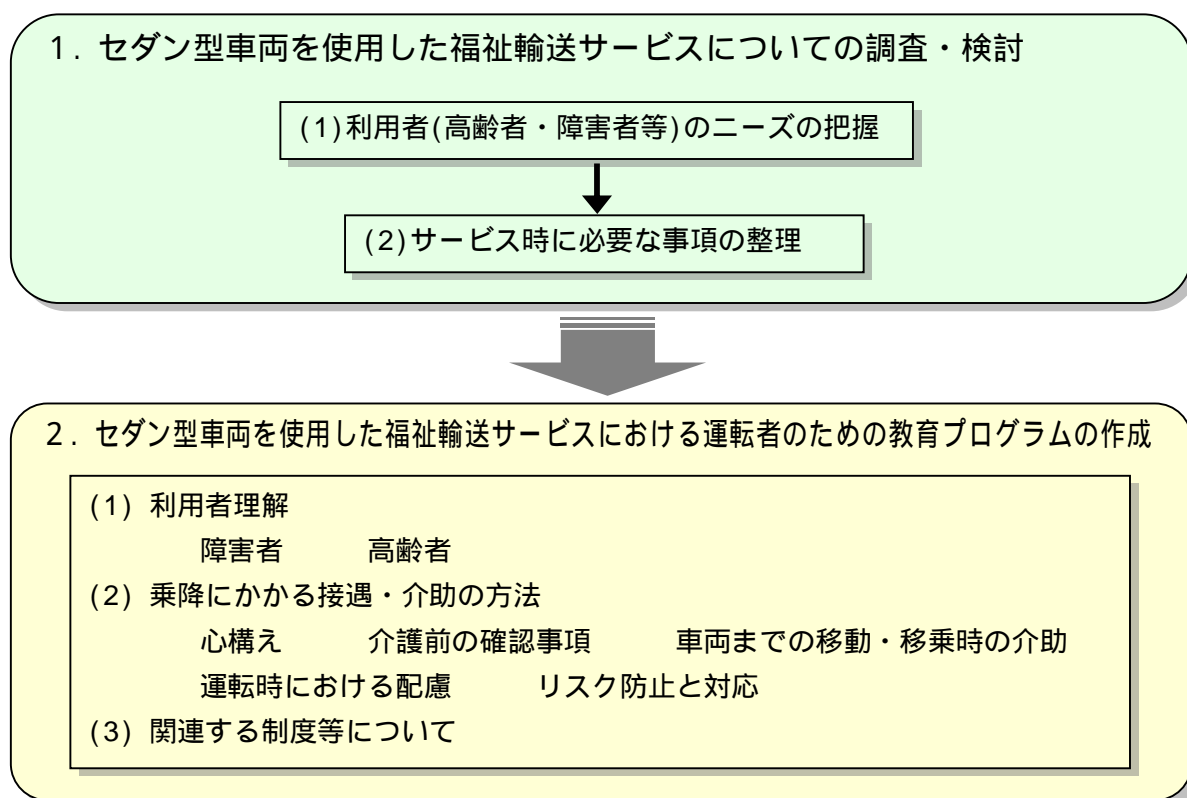 １．セダン型車両を使用した福祉輸送サービスについての調査・検討
(1)利用者(高齢者・障害者等)のニーズの把握
(2)サービス時に必要な事項の整理
２．セダン型車両を使用した福祉輸送サービスにおける運転者のための教育プログラムの作成
(1) 利用者理解
障害者　　高齢者
(2) 乗降にかかる接遇・介助の方法
心構え　　介護前の確認事項　　車両までの移動・移乗時の介助
運転時における配慮　　リスク防止と対応
(3) 関連する制度等について